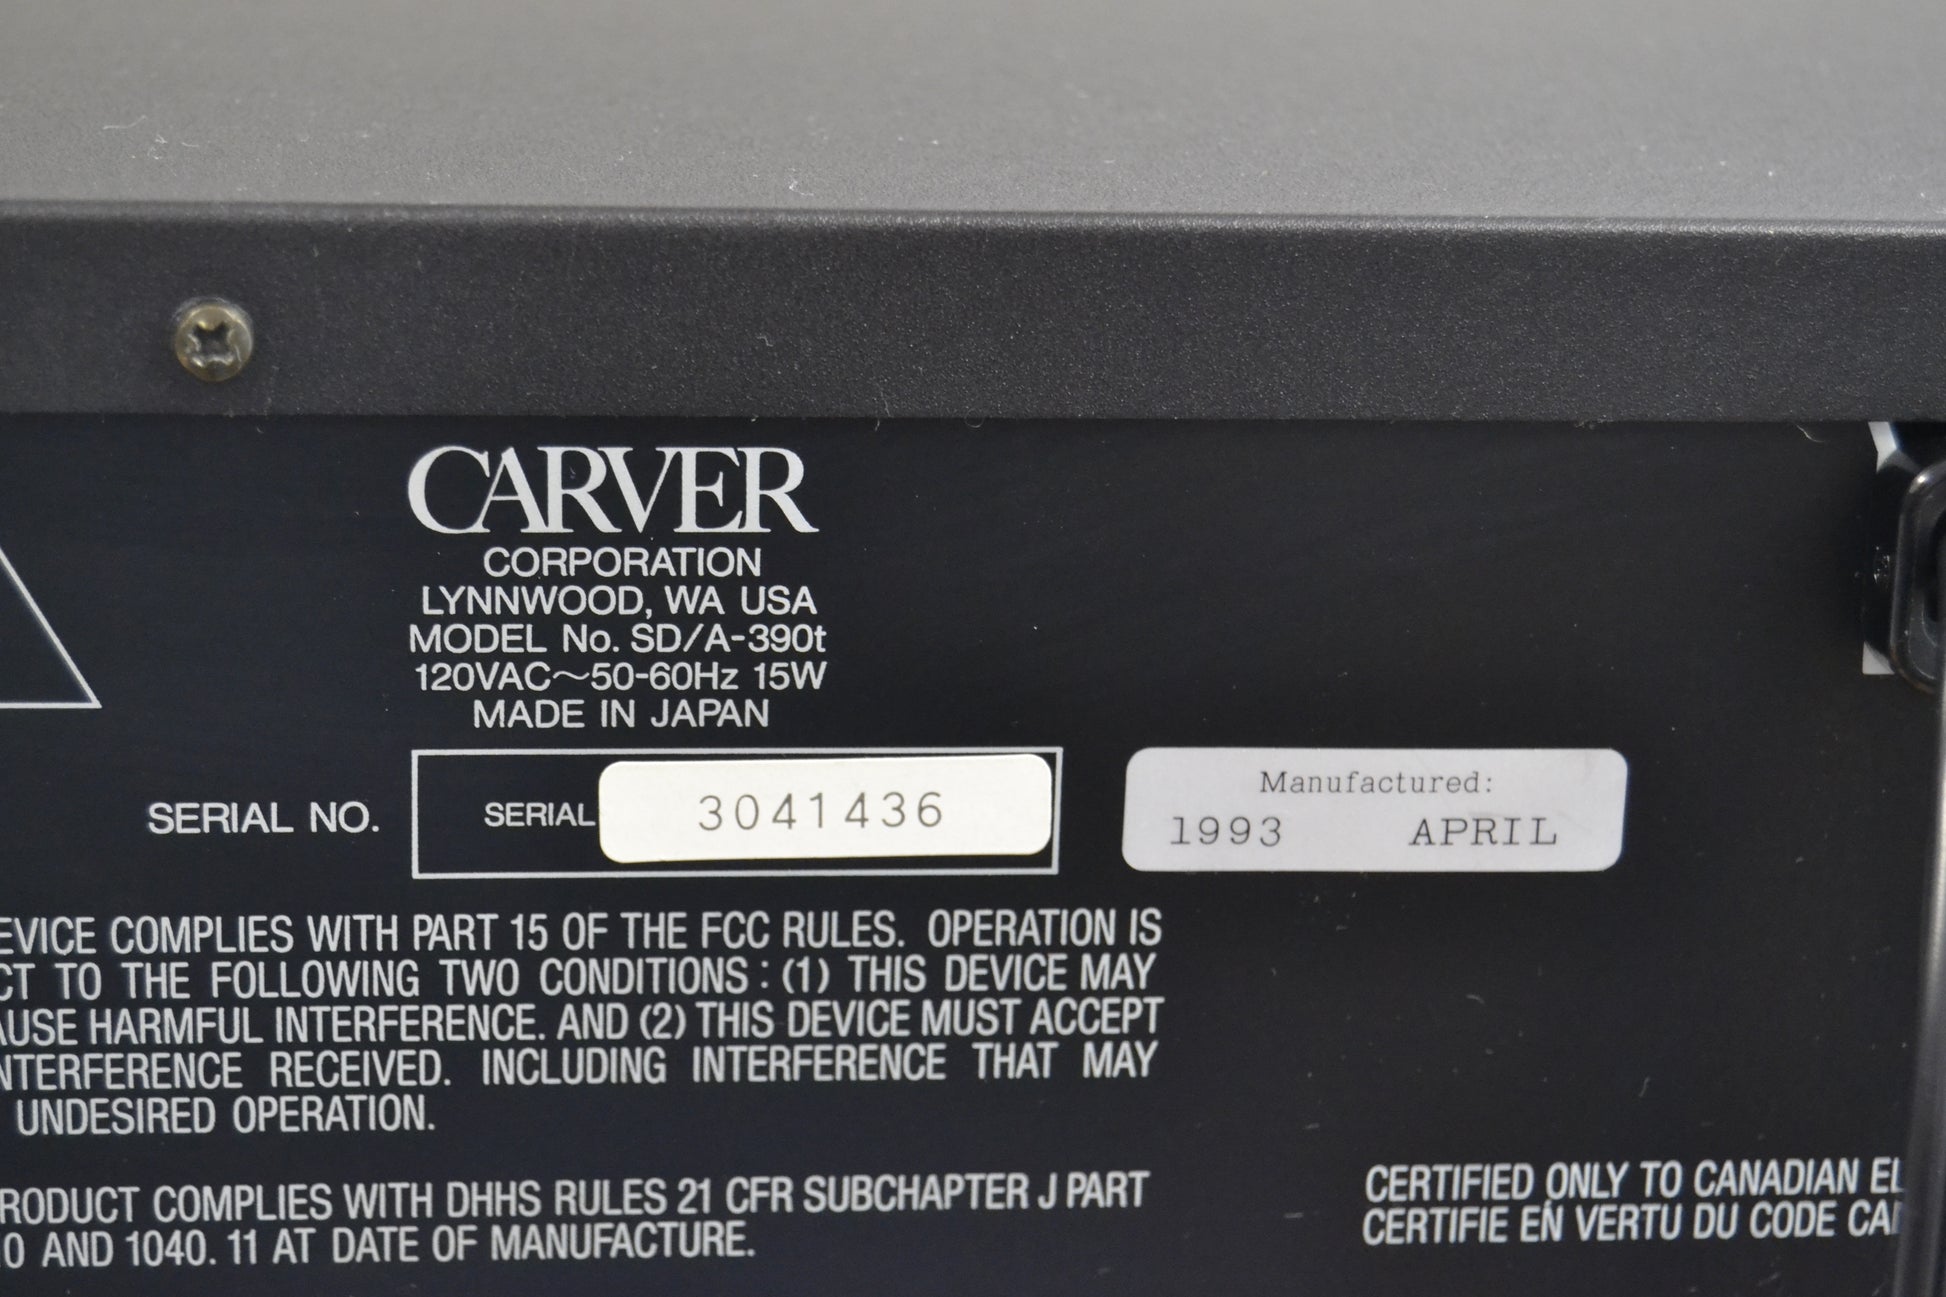 CARVER
CORPORATION
LYNNWOOD, WA USA
MODEL No. SD/A-390t
120VAC~50-60Hz 15W
MADE IN JAPAN
SERIAL NO. SERIAL 3041436
Manufactured:
1993 APRIL
EVICE COMPLIES WITH PART 15 OF THE FCC RULES. OPERATION IS
CT TO THE FOLLOWING TWO CONDITIONS : (1) THIS DEVICE MAY
AUSE HARMFUL INTERFERENCE. AND (2) THIS DEVICE MUST ACCEPT
NTERFERENCE RECEIVED. INCLUDING INTERFERENCE THAT MAY
UNDESIRED OPERATION.
RODUCT COMPLIES WITH DHHS RULES 21 CFR SUBCHAPTER J PART
10 AND 1040.11 AT DATE OF MANUFACTURE.
CERTIFIED ONLY TO CANADIAN EL
CERTIFIE EN VERTU DU CODE CA